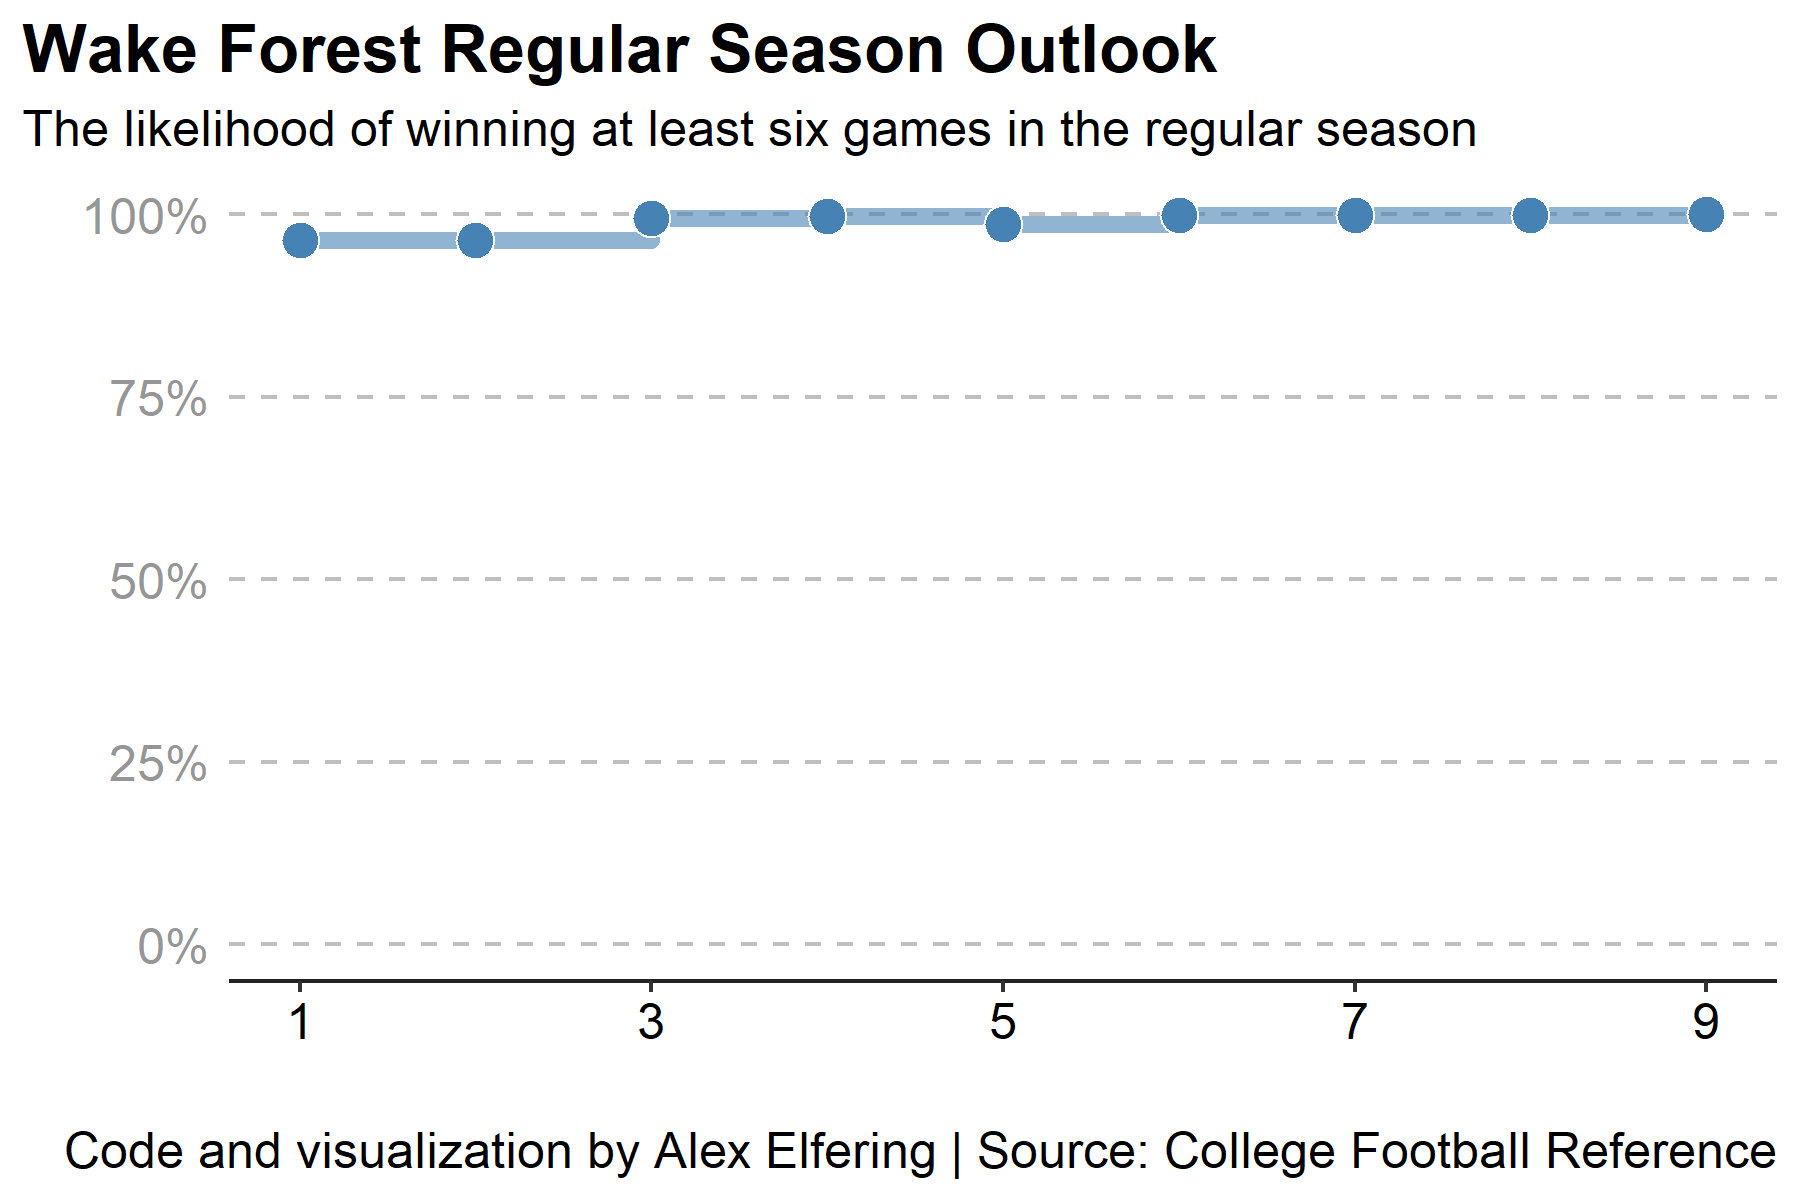 Wake Forest Regular Season Outlook
The likelihood of winning at least six games in the regular season
100%
75%
50%
25%
0%
1 3 5 7 9
Code and visualization by Alex Elfering | Source: College Football Reference